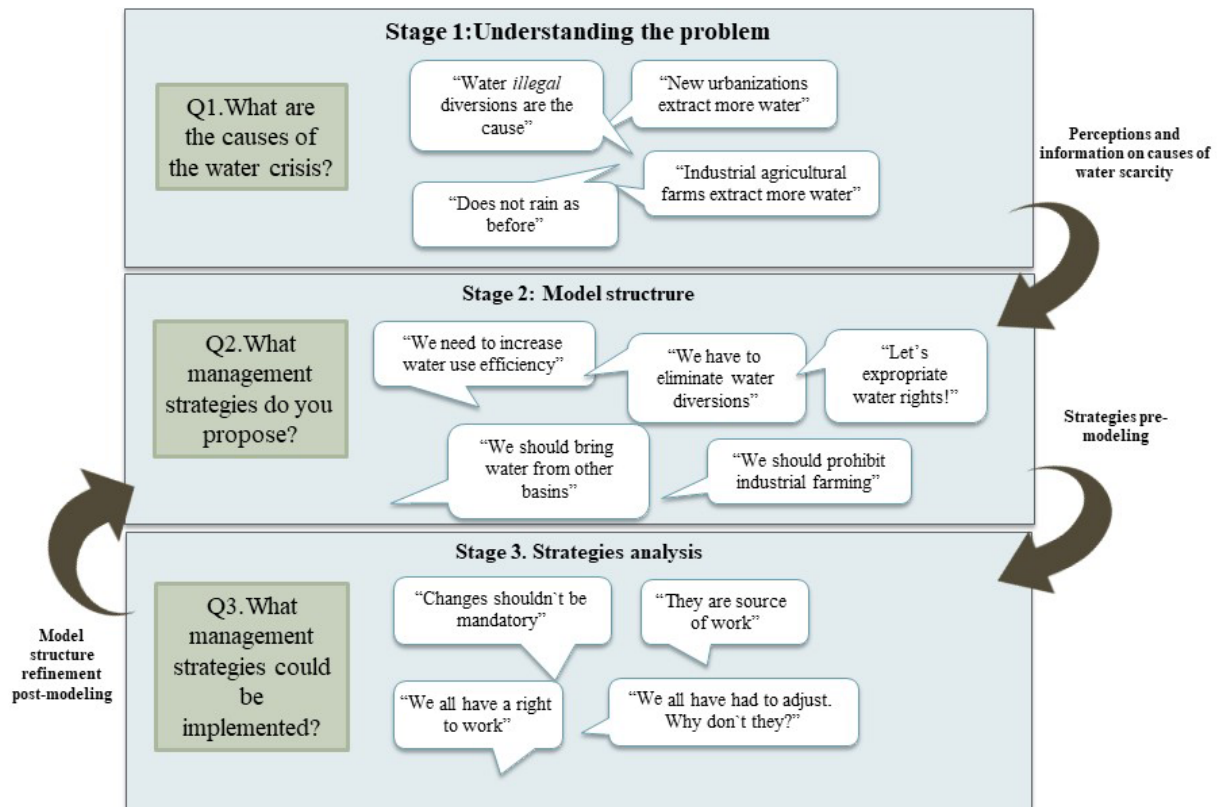 Stage 1:Understanding the problem
Q1.What are
the causes of
the water crisis?
“Water illegal
diversions are the
cause”
“New urbanizations
extract more water”
“Does not rain as
before”
“Industrial agricultural
farms extract more water”
Perceptions and
information on causes of
water scarcity
Stage 2: Model structrure
Q2.What
management
strategies do you
propose?
“We need to increase
water use efficiency”
“We have to
eliminate water
diversions”
“Let’s
expropriate
water rights!”
“We should bring
water from other
basins”
“We should prohibit
industrial farming”
Strategies pre-
modeling
Stage 3. Strategies analysis
Q3.What
management
strategies could
be
implemented?
“Changes shouldn`t be
mandatory”
“They are source
of work”
“We all have a right
to work”
“We all have had to adjust.
Why don`t they?”
Model
structure
refinement
post-modeling